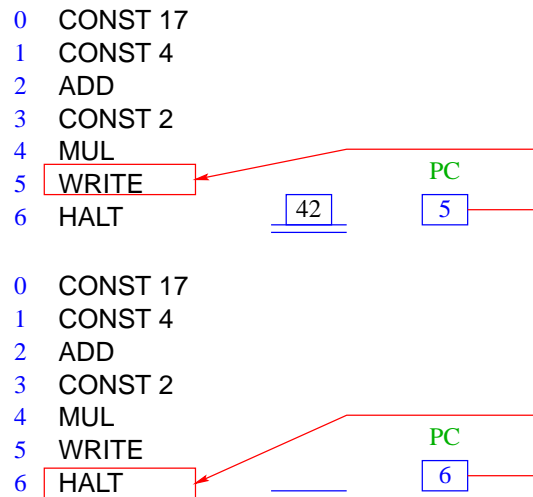 0 CONST 17
1 CONST 4
2 ADD
3 CONST 2
4 MUL
PC
5 WRITE
42 5
6 HALT
0 CONST 17
1 CONST 4
2 ADD
3 CONST 2
4 MUL
PC
5 WRITE
6
6 HALT